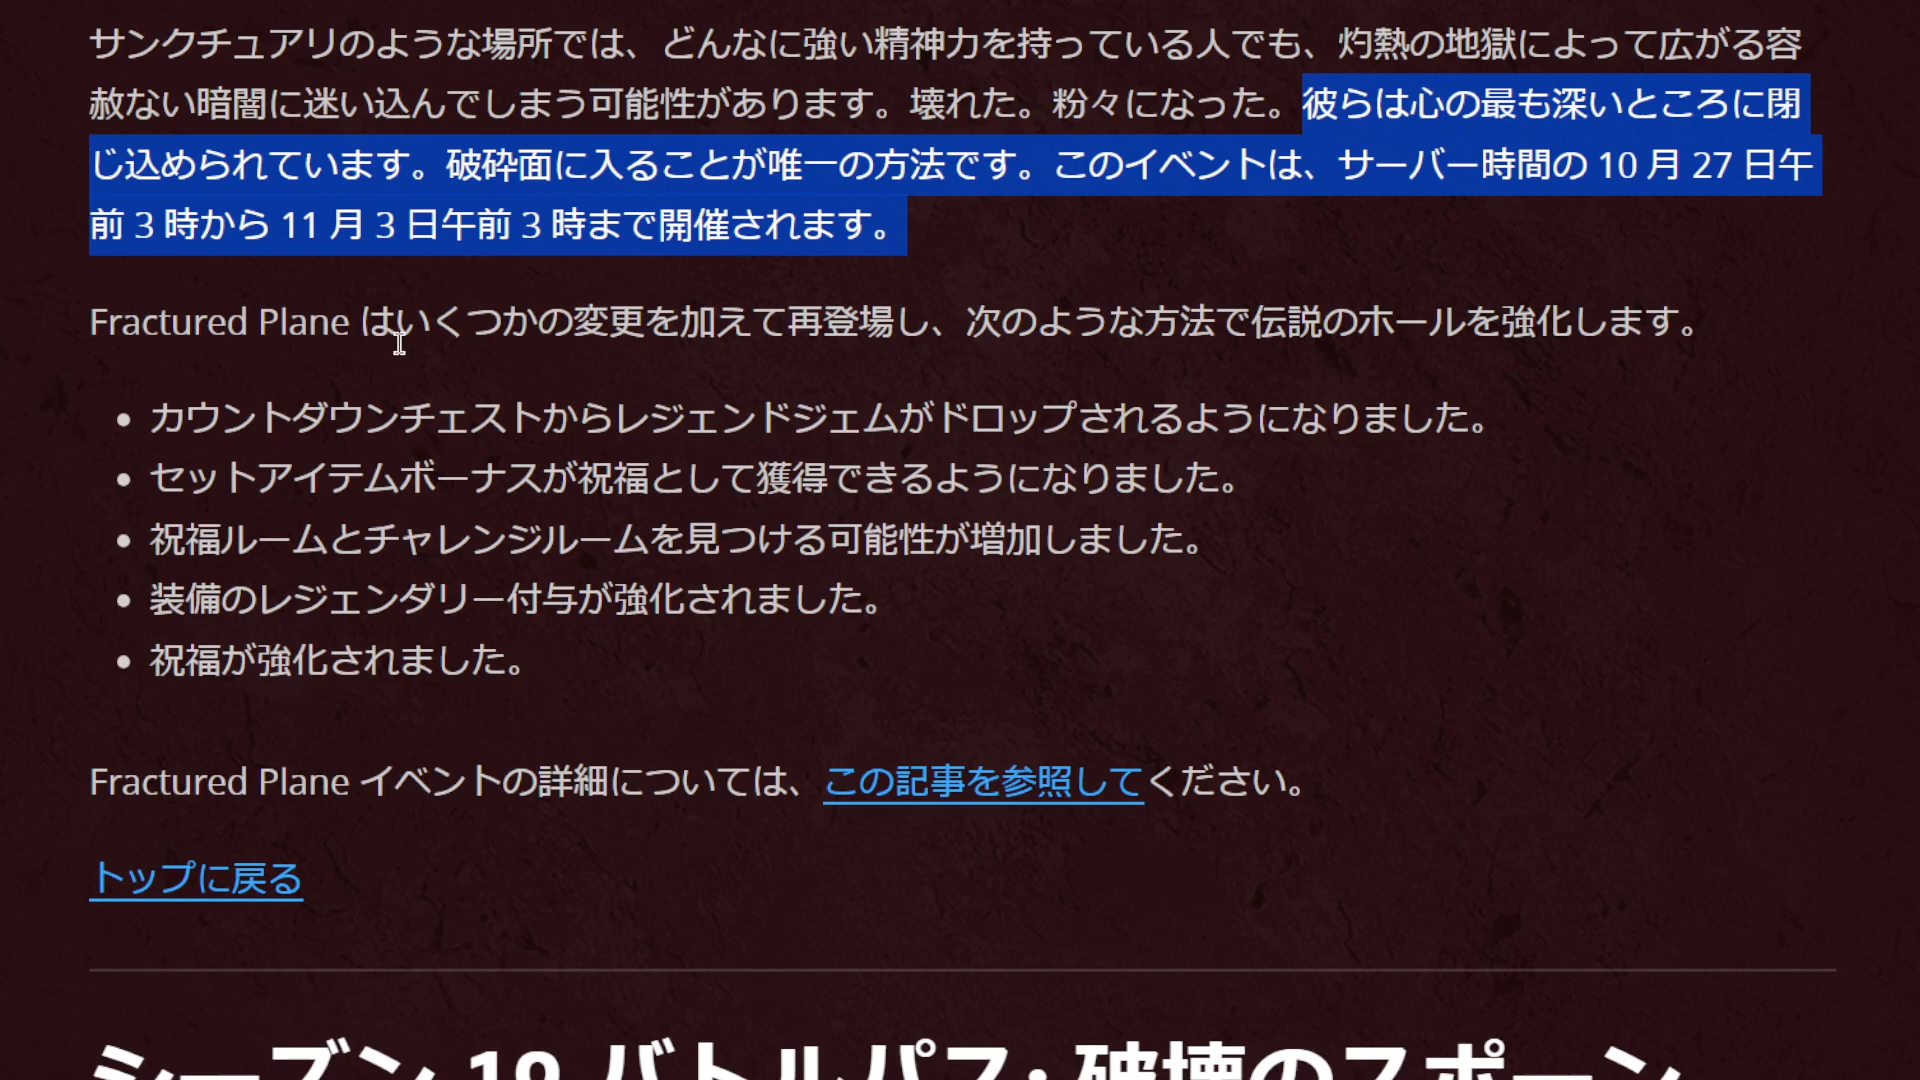 サンクチュアリのような場所では、どんなに強い精神力を持っている人でも、灼熱の地獄によって広がる容
赦ない暗闇に迷い込んでしまう可能性があります。壊れた。粉々になった。彼らは心の最も深いところに閉
じ込められています。破砕面に入ることが唯一の方法です。このイベントは、サーバー時間の 10 月 27 日午
前 3 時から 11 月 3 日午前 3 時まで開催されます。
Fractured Plane はいくつかの変更を加えて再登場し、次のような方法で伝説のホールを強化します。
• カウントダウンチェストからレジェンドジェムがドロップされるようになりました。
• セットアイテムボーナスが祝福として獲得できるようになりました。
• 祝福ルームとチャレンジルームを見つける可能性が増加しました。
• 装備のレジェンダリー付与が強化されました。
• 祝福が強化されました。
Fractured Plane イベントの詳細については、この記事を参照してください。
トップに戻る
シーズン 19 バトルパス: 破壊のスポーン